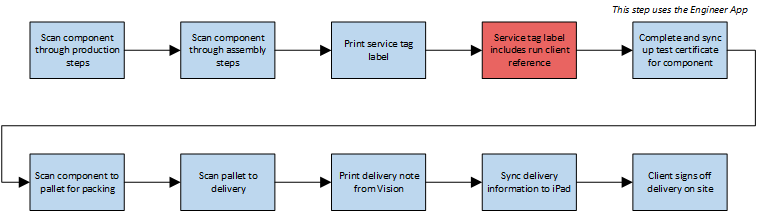 This step uses the Engineer App
Scan component
through production
steps
Scan component
through assembly
steps
Print service tag
label
Service tag label
includes run client
reference
Complete and sync
up test certificate
for component
Scan component to
pallet for packing
Scan pallet to
delivery
Print delivery note
from Vision
Sync delivery
information to iPad
Client signs off
delivery on site